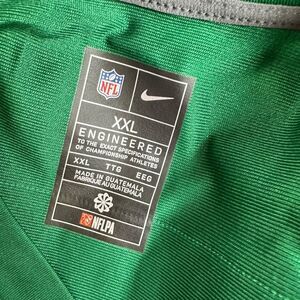 NFL
XXL
ENGINEERED
TO THE EXACT SPECIFICATIONS
OF CHAMPIONSHIP ATHLETES
XXL TTG EEG
MADE IN GUATEMALA
FABRIQUÉ AU GUATEMALA
NFLPA